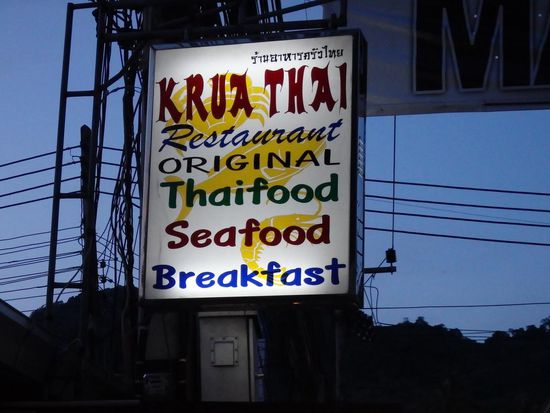 ร้านอาหารครัวไทย
KRUA THAI
Restaurant
ORIGINAL
Thaifood
Seafood
Breakfast